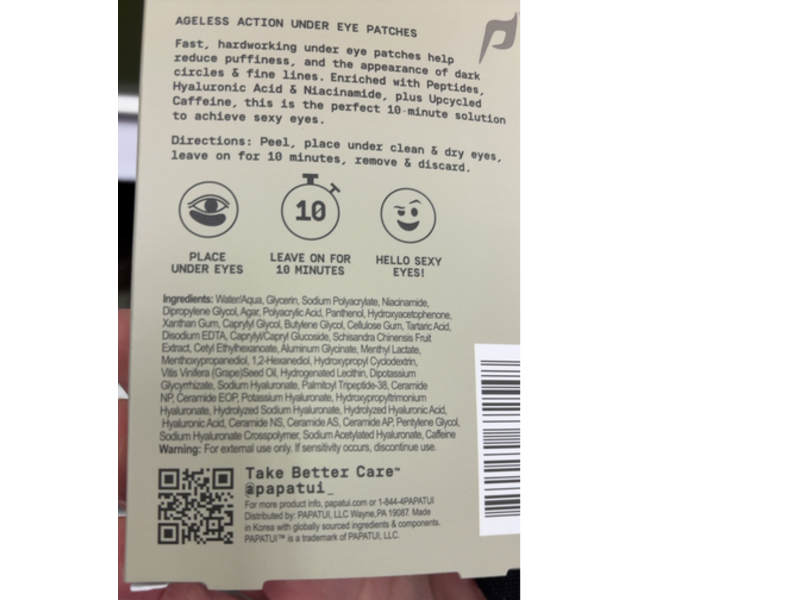 AGELESS ACTION UNDER EYE PATCHES
Fast, hardworking under eye patches help
reduce puffiness, and the appearance of dark
circles & fine lines. Enriched with Peptides,
Hyaluronic Acid & Niacinamide, plus Upcycled
Caffeine, this is the perfect 10-minute solution
to achieve sexy eyes.
Directions: Peel, place under clean & dry eyes,
leave on for 10 minutes, remove & discard.
10
PLACE
UNDER EYES
LEAVE ON FOR
10 MINUTES
HELLO SEXY
EYES!
Ingredients: Water/Aqua, Glycerin, Sodium Polyacrylate, Niacinamide,
Dipropylene Glycol, Agar, Polyacrylic Acid, Panthenol, Hydroxyacetophenone,
Xanthan Gum, Caprylyl Glycol, Butylene Glycol, Cellulose Gum, Tartaric Acid,
Disodium EDTA, Caprylyl/Capryl Glucoside, Schisandra Chinensis Fruit
Extract, Cetyl Ethylhexanoate, Aluminum Glycinate, Menthyl Lactate,
Menthoxypropanediol, 1,2-Hexanediol, Hydroxypropyl Cyclodextrin,
Vitis Vinifera (Grape)Seed Oil, Hydrogenated Lecithin, Dipotassium
Glycyrrhizate, Sodium Hyaluronate, Palmitoyl Tripeptide-38, Ceramide
NP, Ceramide EOP, Potassium Hyaluronate, Hydroxypropyltrimonium
Hyaluronate, Hydrolyzed Sodium Hyaluronate, Hydrolyzed Hyaluronic Acid,
Hyaluronic Acid, Ceramide NS, Ceramide AS, Ceramide AP, Pentylene Glycol,
Sodium Hyaluronate Crosspolymer, Sodium Acetylated Hyaluronate, Caffeine
Warning: For external use only. If sensitivity occurs, discontinue use.
Take Better Care™
@papatui_
For more product info, papatui.com or 1-844-4PAPATUI
Distributed by: PAPATUI, LLC Wayne, PA 19087. Made
in Korea with globally sourced ingredients & components.
PAPATUI™ is a trademark of PAPATUI, LLC.